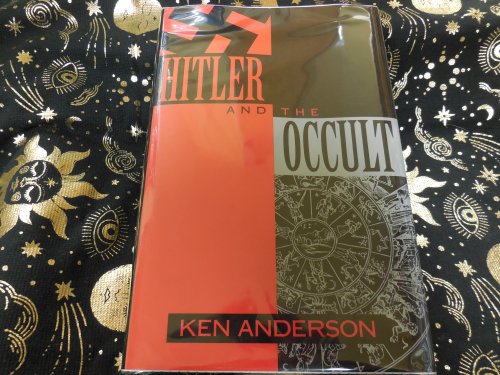 HITLER
AND THE
OCCULT
KEN ANDERSON